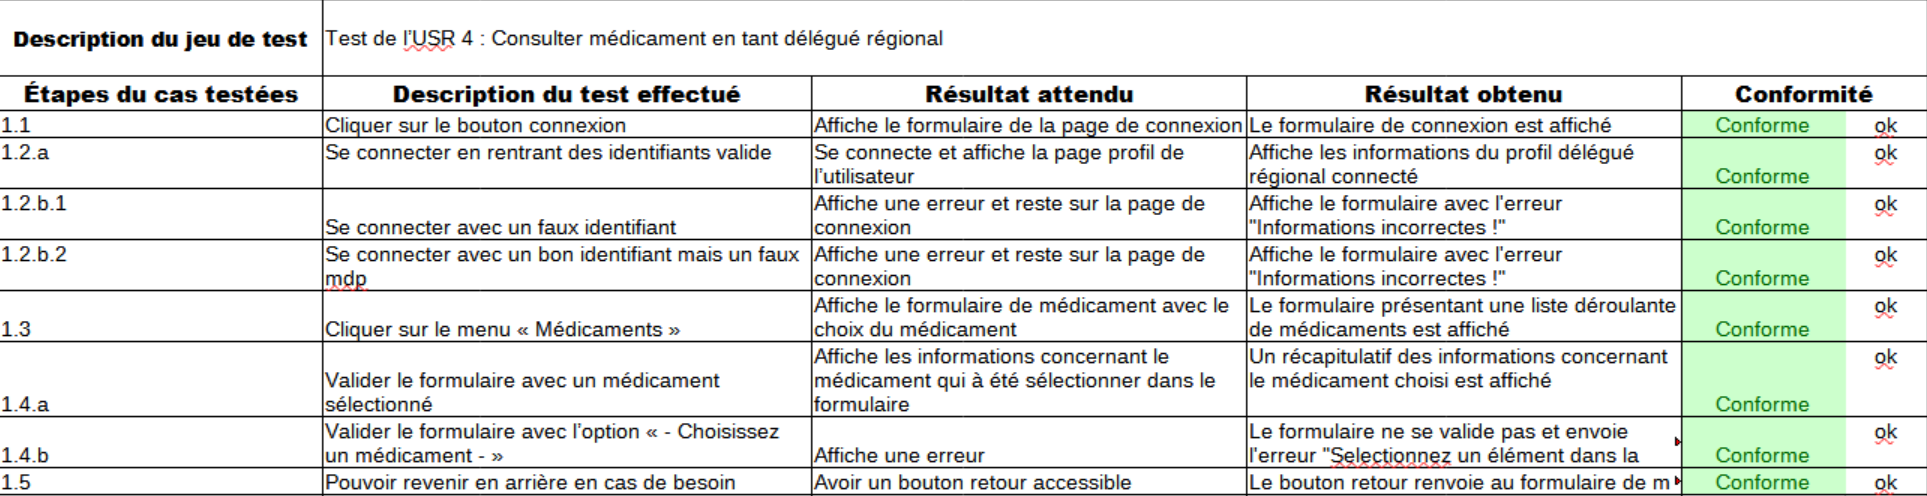 Description du jeu de test Test de l'USR 4 : Consulter médicament en tant délégué régional
Étapes du cas testées Description du test effectué Résultat attendu Résultat obtenu Conformité
1.1 Cliquer sur le bouton connexion Affiche le formulaire de la page de connexion Le formulaire de connexion est affiché Conforme ok
1.2.a Se connecter en rentrant des identifiants valide Se connecte et affiche la page profil de Affiche les informations du profil délégué ok
l'utilisateur régional connecté Conforme
1.2.b.1 Affiche une erreur et reste sur la page de Affiche le formulaire avec l'erreur ok
Se connecter avec un faux identifiant connexion "Informations incorrectes !" Conforme
1.2.b.2 Se connecter avec un bon identifiant mais un faux Affiche une erreur et reste sur la page de Affiche le formulaire avec l'erreur ok
mdp connexion "Informations incorrectes !" Conforme
Affiche le formulaire de médicament avec le Le formulaire présentant une liste déroulante ok
1.3 Cliquer sur le menu « Médicaments » choix du médicament de médicaments est affiché Conforme
Affiche les informations concernant le Un récapitulatif des informations concernant ok
Valider le formulaire avec un médicament médicament qui à été sélectionner dans le le médicament choisi est affiché
1.4.a sélectionné formulaire Conforme
Valider le formulaire avec l'option « - Choisissez Le formulaire ne se valide pas et envoie ok
1.4.b un médicament - » Affiche une erreur l'erreur "Selectionnez un élément dans la Conforme
1.5 Pouvoir revenir en arrière en cas de besoin Avoir un bouton retour accessible Le bouton retour renvoie au formulaire de m Conforme ok